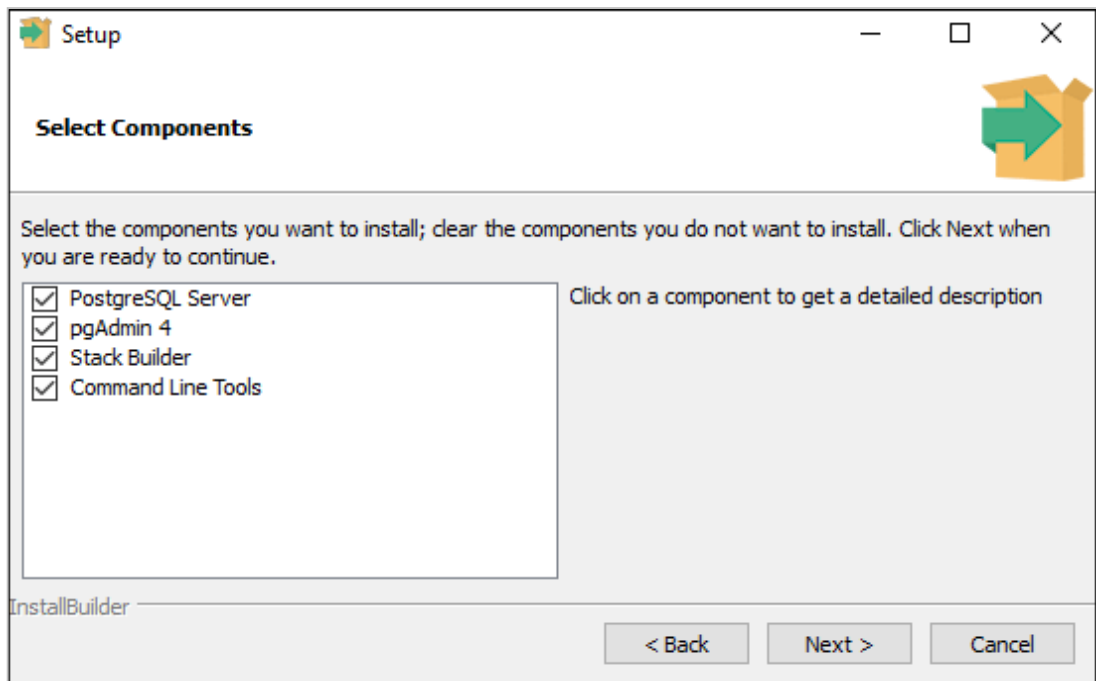 Setup
Select Components
Select the components you want to install; clear the components you do not want to install. Click Next when
you are ready to continue.
PostgreSQL Server
pgAdmin 4
Stack Builder
Command Line Tools
Click on a component to get a detailed description
InstallBuilder
< Back
Next >
Cancel